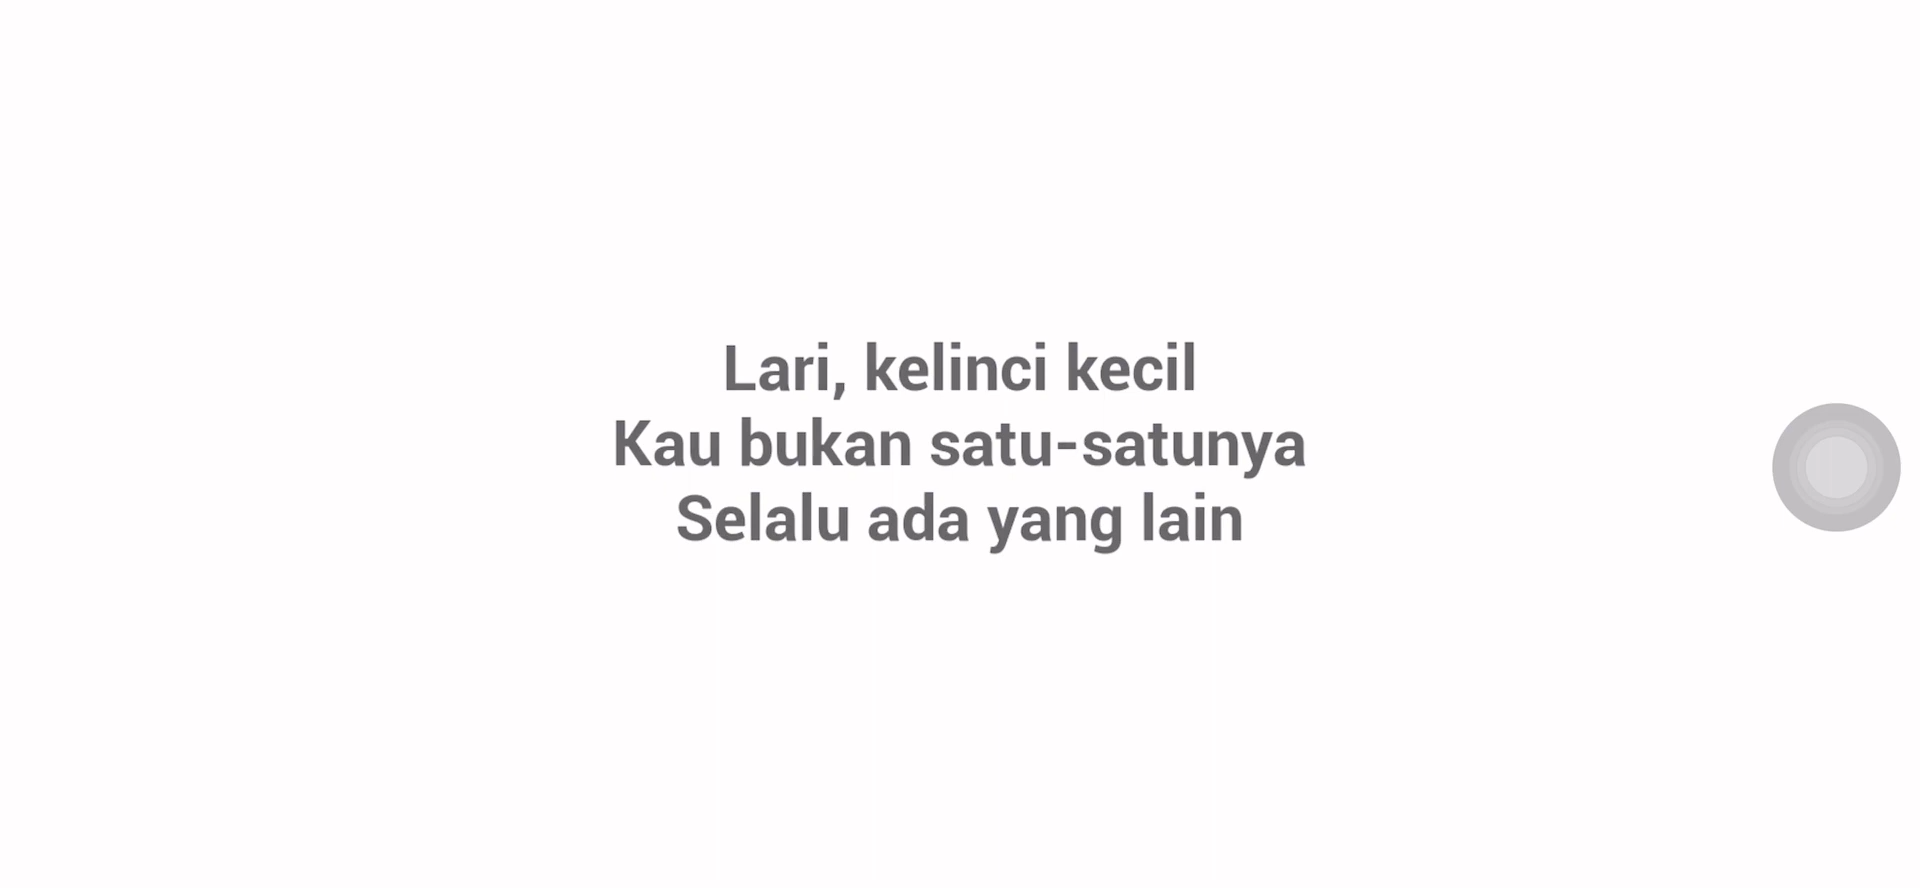 Lari, kelinci kecil
Kau bukan satu-satunya
Selalu ada yang lain